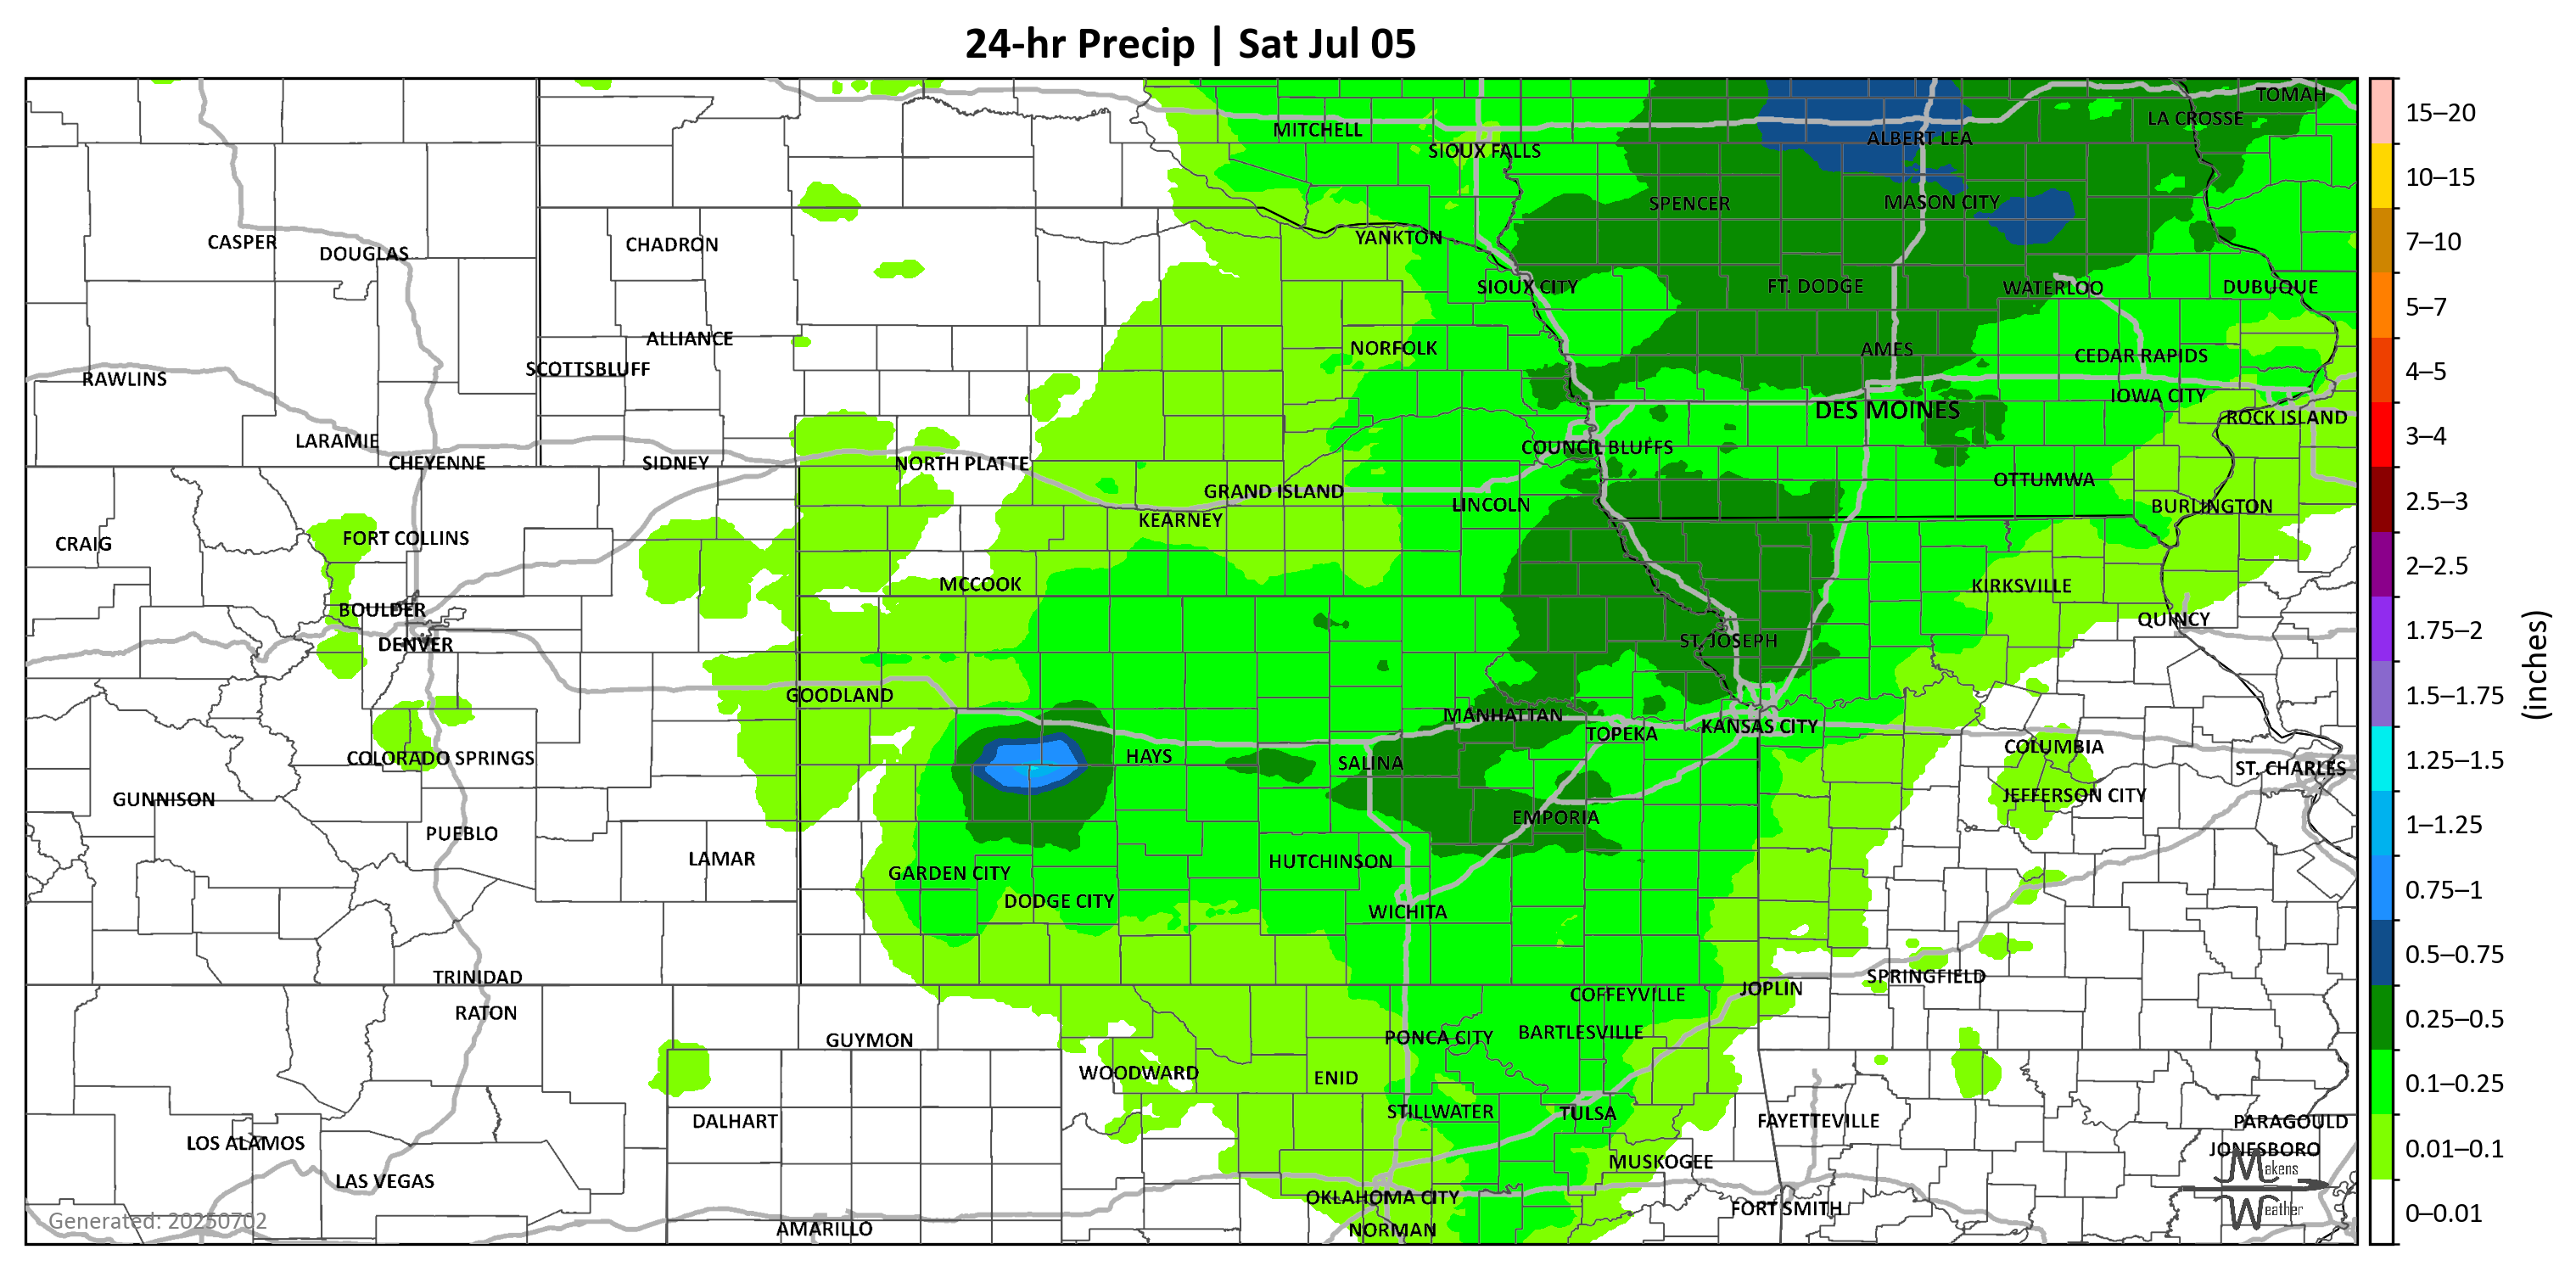 24-hr Precip | Sat Jul 05
TOMAH
LA CROSSE
MITCHELL
ALBERT LEA
SIOUX FALLS
SPENCER
MASON CITY
YANKTON
CASPER
CHADRON
DOUGLAS
SIOUX CITY
FT. DODGE
WATERLOO
DUBUQUE
ALLIANCE
NORFOLK
AMES
CEDAR RAPIDS
SCOTTSBLUFF
RAWLINS
IOWA CITY
DES MOINES
ROCK ISLAND
LARAMIE
COUNCIL BLUFFS
CHEYENNE
SIDNEY
NORTH PLATTE
OTTUMWA
GRAND ISLAND
LINCOLN
BURLINGTON
KEARNEY
CRAIG
FORT COLLINS
MCCOOK
KIRKSVILLE
BOULDER
QUINCY
DENVER
ST. JOSEPH
GOODLAND
MANHATTAN
KANSAS CITY
TOPEKA
COLUMBIA
COLORADO SPRINGS
HAYS
SALINA
ST. CHARLES
GUNNISON
JEFFERSON CITY
EMPORIA
PUEBLO
LAMAR
HUTCHINSON
GARDEN CITY
DODGE CITY
WICHITA
TRINIDAD
SPRINGFIELD
JOPLIN
COFFEYVILLE
RATON
BARTLESVILLE
PONCA CITY
GUYMON
WOODWARD
ENID
STILLWATER
TULSA
DALHART
FAYETTEVILLE
PARAGOULD
LOS ALAMOS
JONESBORO
MUSKOGEE
LAS VEGAS
OKLAHOMA CITY
FORT SMITH
AMARILLO
NORMAN
Generated: 20250702
Makens
Weather
15–20
10–15
7–10
5–7
4–5
3–4
2.5–3
2–2.5
1.75–2
1.5–1.75
1.25–1.5
1–1.25
0.75–1
0.5–0.75
0.25–0.5
0.1–0.25
0.01–0.1
0–0.01
(inches)